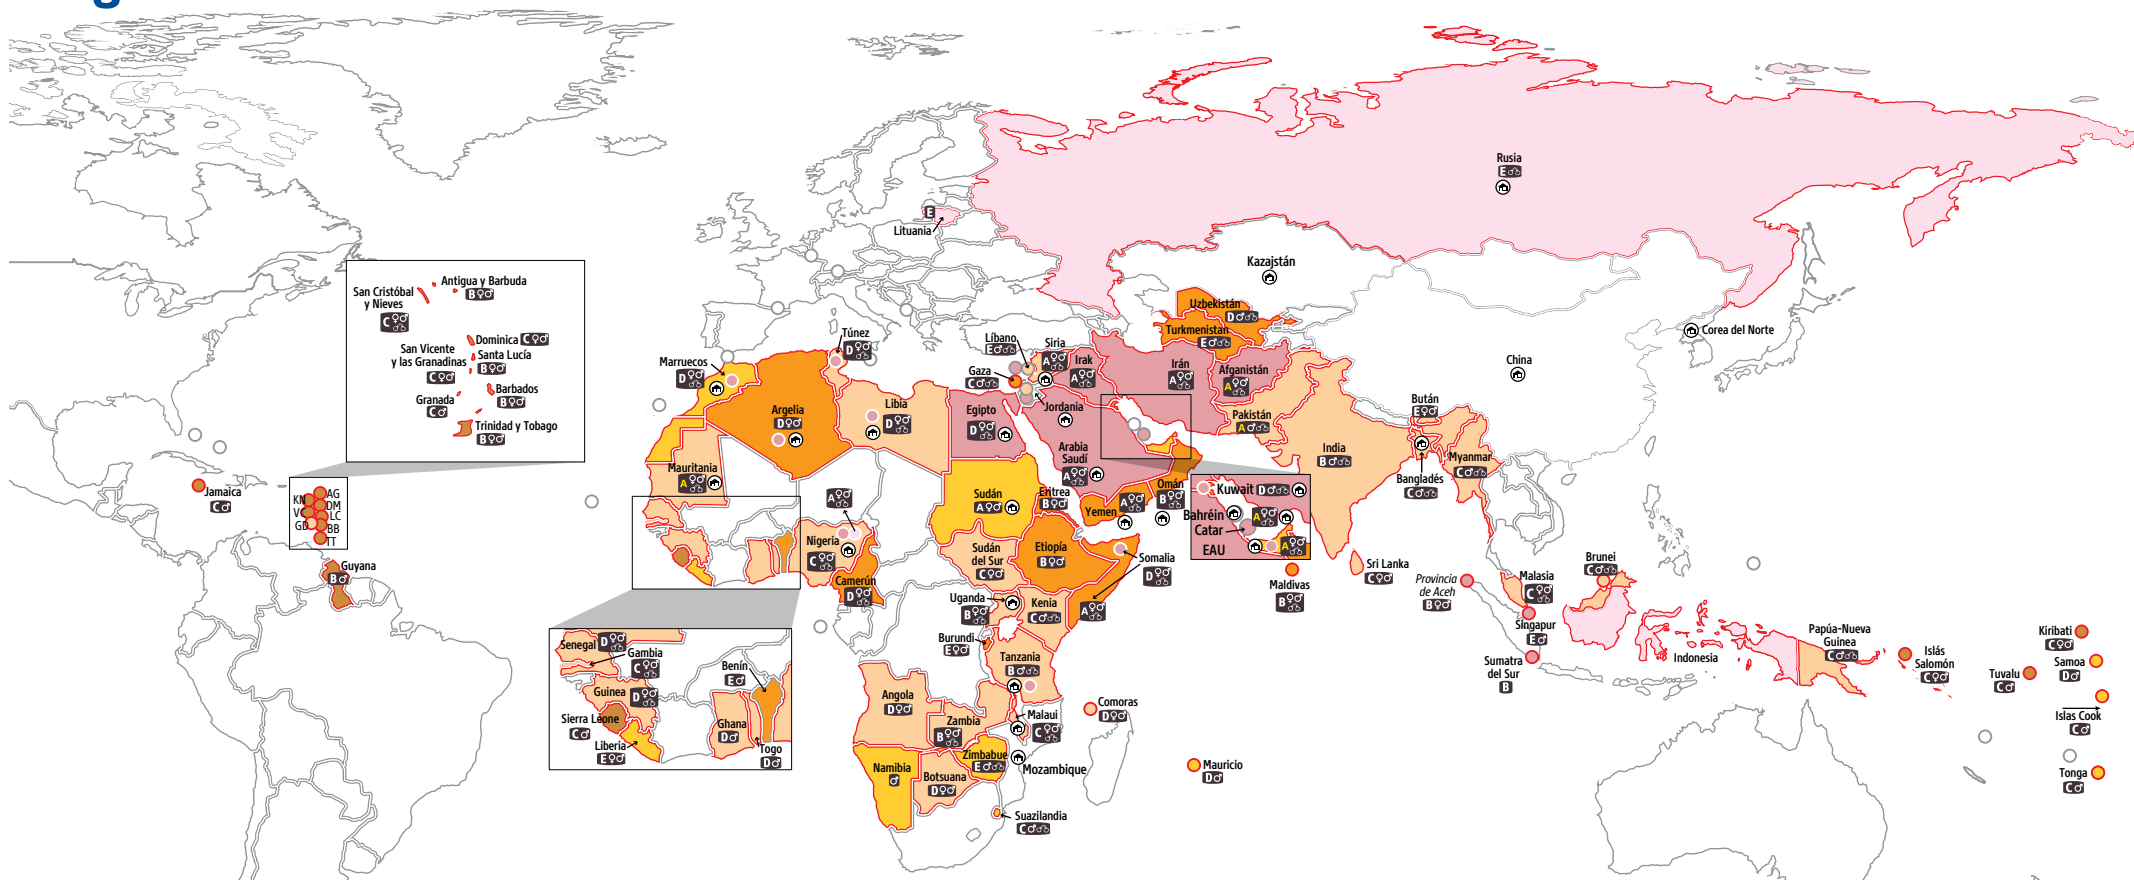 Rusia
E
E
Lituania
Kazajstán
Antigua y Barbuda
B
San Cristóbal
y Nieves
C
Dominica C
San Vicente
y las Granadinas
C
Santa Lucía
B
Barbados
B
Granada
C
Trinidad y Tobago
B
Uzbekistán
D
Turkmenistán
E
Corea del Norte
China
Túnez
D
Líbano
E
Siria
A
Irak
A
Irán
A
Afganistán
A
Marruecos
D
Gaza
C
Jordania
Argelia
D
Libia
D
Egipto
D
Arabia
Saudí
A
Pakistán
A
Bután
E
India
B
Myanmar
C
Bangladés
C
Mauritania
A
Jamaica
C
KN
AG
DM
VC
LC
GD
BB
TT
Guyana
B
A
Nigeria
C
Camerún
D
Sudán
A
Eritrea
B
Yemen
A
Omán
B
Kuwait D
Bahréin
A
Catar
EAU
A
Sudán
del Sur
C
Etiopía
B
Somalia
D
A
Maldivas
B
Sri Lanka
C
Provincia
de Aceh
B
Malasia
C
Brunei
C
Singapur
E
Sumatra
del Sur
B
Indonesia
Papúa-Nueva
Guinea
C
Islás
Salomón
C
Kiribati
C
Tuvalu
C
Samoa
D
Islas Cook
C
Tonga
C
Uganda
B
Kenia
C
Burundi
E
Tanzania
B
Senegal D
Gambia
C
Guinea
D
Sierra Leone
C
Liberia
E
Benín
E
Ghana
D
Togo
D
Angola
D
Zambia
B
Malaui
C
Comoras
D
Zimbabue
E
Mozambique
Namibia
Botsuana
D
Suazilandia
C
Mauricio
D